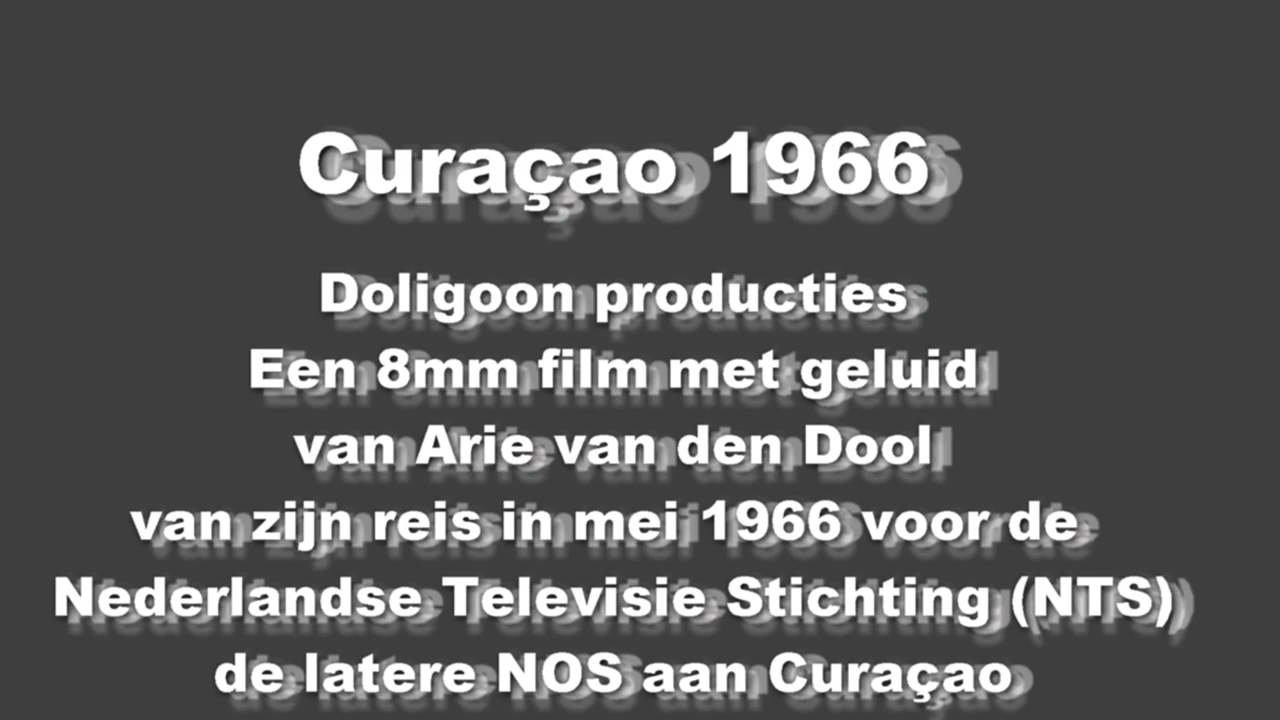 Curaçao 1966
Doligoon producties
Een 8mm film met geluid
van Arie van den Dool
van zijn reis in mei 1966 voor de
Nederlandse Televisie Stichting (NTS)
de latere NOS aan Curaçao